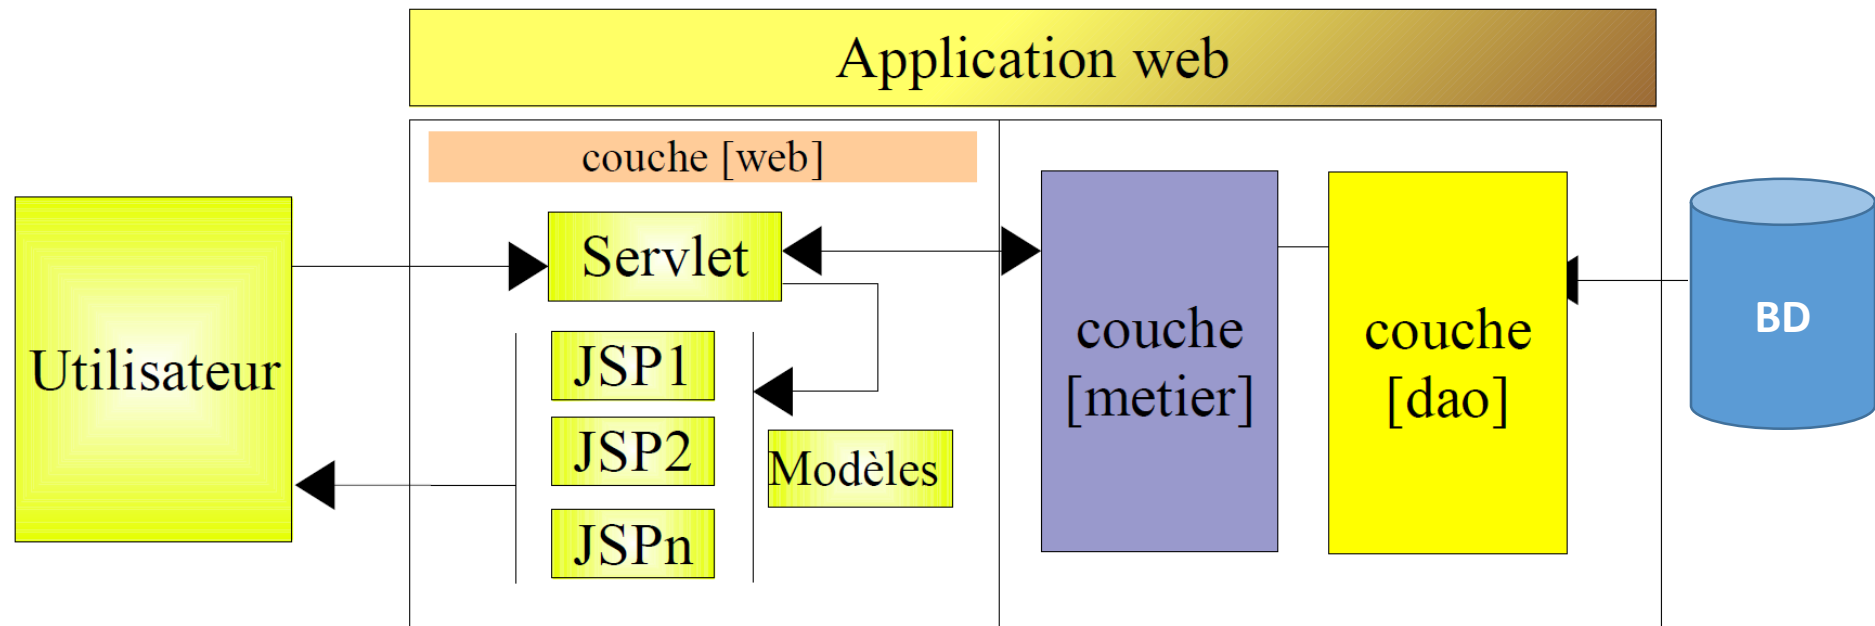 Application web
couche [web]
Utilisateur
Servlet
JSP1
JSP2
JSPn
Modèles
couche
[metier]
couche
[dao]
BD